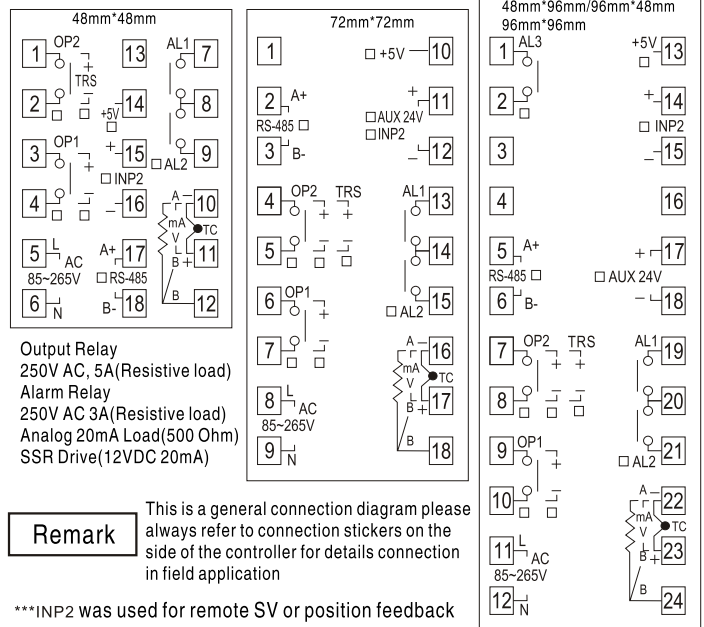 48mm*48mm
1 OP2 13 AL1 7
+
TRS
2 - - +5V 14 8
3 OP1 + + 15 9
AL2
INP2
4 - - - 16 A - 10
mA
V
TC
5 L AC A+ 17 B + 11
85~265V RS-485
6 N B- 18 B 12
72mm*72mm
1 +5V 10
2 A+ + 11
AUX 24V
RS-485 INP2
3 B- - 12
4 OP2 TRS AL1 13
+ +
5 - - 14
6 OP1 15
+ AL2
7 - A - 16
mA
V
TC
8 L AC B + 17
85~265V
9 N B 18
48mm*96mm/96mm*48mm
96mm*96mm
1 AL3 +5V 13
2 + 14
INP2
3 - 15
4 16
5 A+ + 17
RS-485 AUX 24V
6 B- - 18
7 OP2 TRS AL1 19
+ +
8 - - 20
9 OP1 21
+ AL2
10 - A - 22
mA
V
TC
11 L AC B + 23
85~265V
12 N B 24
Output Relay
250V AC, 5A(Resistive load)
Alarm Relay
250V AC 3A(Resistive load)
Analog 20mA Load(500 Ohm)
SSR Drive(12VDC 20mA)
Remark
This is a general connection diagram please
always refer to connection stickers on the
side of the controller for details connection
in field application
***INP2 was used for remote SV or position feedback